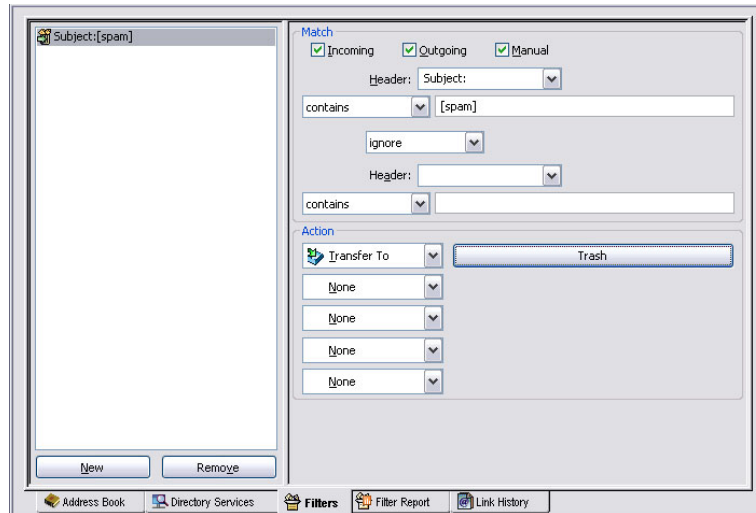 Subject:[spam]
New
Remove
Match
Incoming
Outgoing
Manual
Header:
Subject:
contains
[spam]
ignore
Header:
contains
Action
Transfer To
Trash
None
None
None
None
Address Book
Directory Services
Filters
Filter Report
Link History